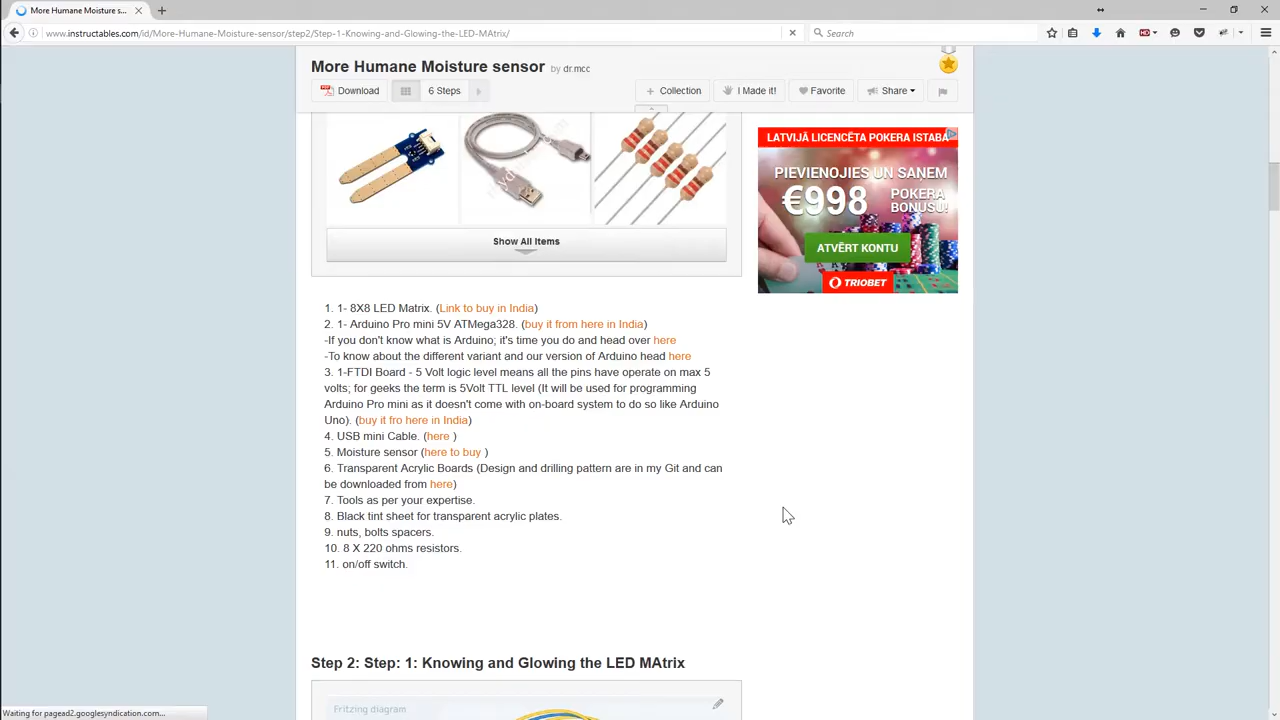 More Humane Moisture s...
www.instructables.com/id/More-Humane-Moisture-sensor/step2/Step-1-Knowing-and-Glowing-the-LED-MAtrix/
Search
HD
More Humane Moisture sensor by dr.mcc
Download
6 Steps
Collection
I Made it!
Favorite
Share
Show All Items
LATVIJĀ LICENCĒTA POKERA ISTABA
PIEVIENOJIES UN SAŅEM
€998 POKERA BONUSU!
ATVĒRT KONTU
TRIOBET
1. 1- 8X8 LED Matrix. (Link to buy in India)
2. 1- Arduino Pro mini 5V ATMega328. (buy it from here in India)
-If you don't know what is Arduino; it's time you do and head over here
-To know about the different variant and our version of Arduino head here
3. 1-FTDI Board - 5 Volt logic level means all the pins have operate on max 5
volts; for geeks the term is 5Volt TTL level (It will be used for programming
Arduino Pro mini as it doesn't come with on-board system to do so like Arduino
Uno). (buy it fro here in India)
4. USB mini Cable. (here )
5. Moisture sensor (here to buy )
6. Transparent Acrylic Boards (Design and drilling pattern are in my Git and can
be downloaded from here)
7. Tools as per your expertise.
8. Black tint sheet for transparent acrylic plates.
9. nuts, bolts spacers.
10. 8 X 220 ohms resistors.
11. on/off switch.
Step 2: Step: 1: Knowing and Glowing the LED MAtrix
Fritzing diagram
Waiting for pagead2.googlesyndication.com...